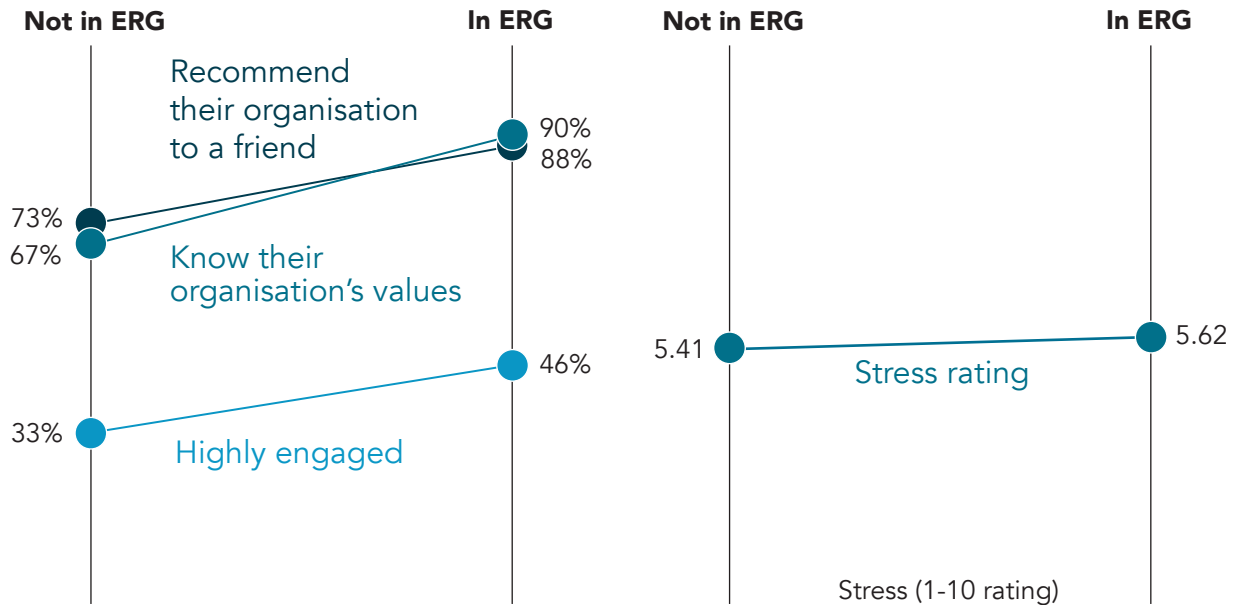 Not in ERG
In ERG
Recommend
their organisation
to a friend
90%
88%
73%
67%
Know their
organisation’s values
46%
33%
Highly engaged
Not in ERG
In ERG
5.41
5.62
Stress rating
Stress (1-10 rating)